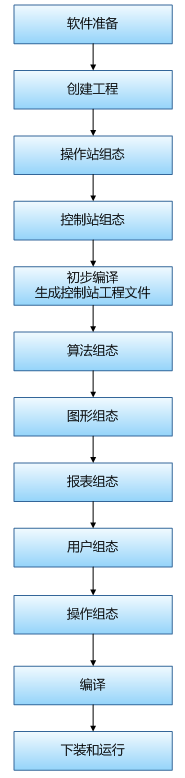 软件准备
创建工程
操作站组态
控制站组态
初步编译
生成控制站工程文件
算法组态
图形组态
报表组态
用户组态
操作组态
编译
下装和运行